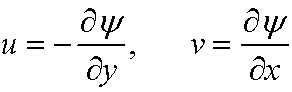 u = −∂ψ/∂y, v = ∂ψ/∂x